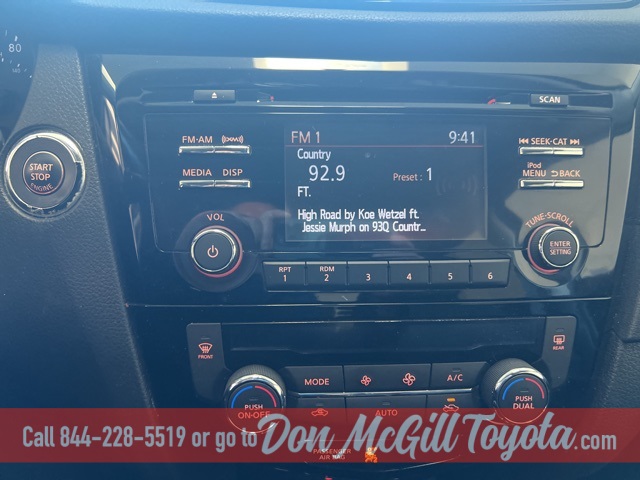 80
SCAN
FM•AM
MEDIA DISP
START
STOP
ENGINE
VOL
FM 1 9:41
Country
92.9 Preset : 1
FT.
High Road by Koe Wetzel ft.
Jessie Murph on 93Q Countr…
SEEK•CAT
iPod
MENU BACK
TUNE•SCROLL
ENTER
SETTING
RPT RDM
1 2 3 4 5 6
FRONT
REAR
MODE A/C
PUSH
ON•OFF
AUTO
PUSH
DUAL
PASSENGER
AIR BAG
Call 844-228-5519 or go to Don McGill Toyota.com